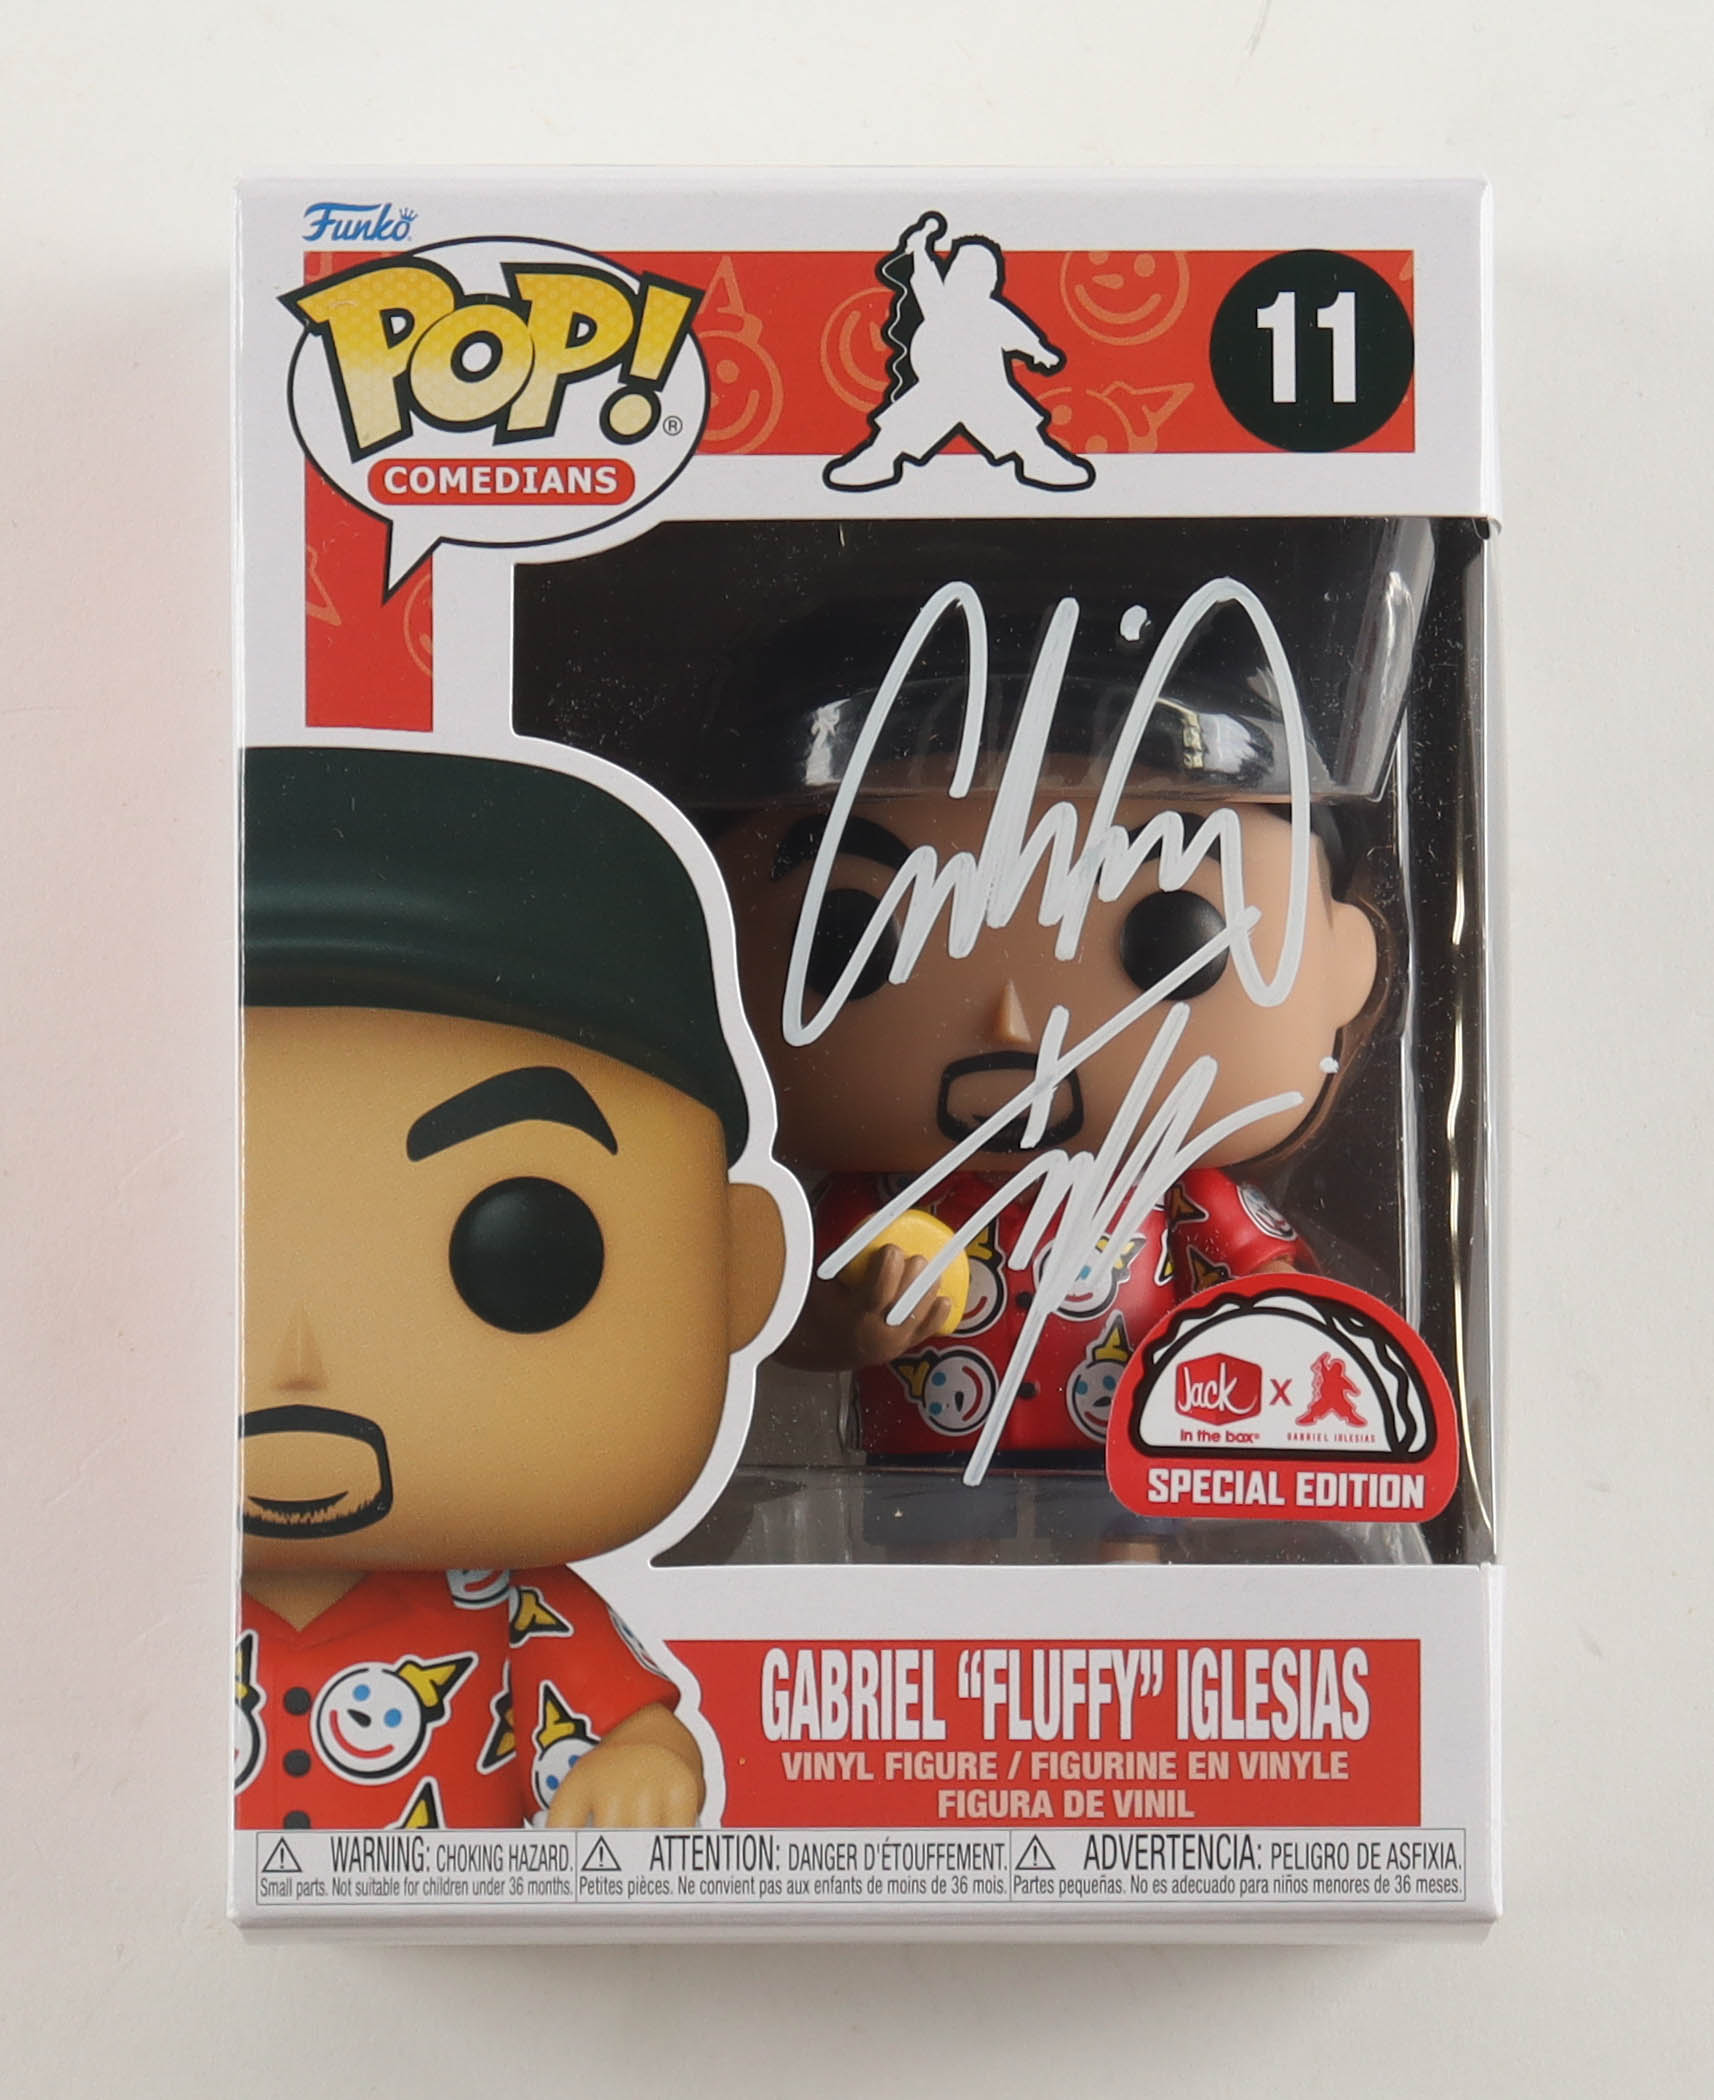 Funko
POP!®
COMEDIANS
11
Jack
in the box®
X
GABRIEL IGLESIAS
SPECIAL EDITION
GABRIEL “FLUFFY” IGLESIAS
VINYL FIGURE / FIGURINE EN VINYLE
FIGURA DE VINIL
WARNING: CHOKING HAZARD.
Small parts. Not suitable for children under 36 months.
ATTENTION: DANGER D'ÉTOUFFEMENT.
Petites pièces. Ne convient pas aux enfants de moins de 36 mois.
ADVERTENCIA: PELIGRO DE ASFIXIA.
Partes pequeñas. No es adecuado para niños menores de 36 meses.